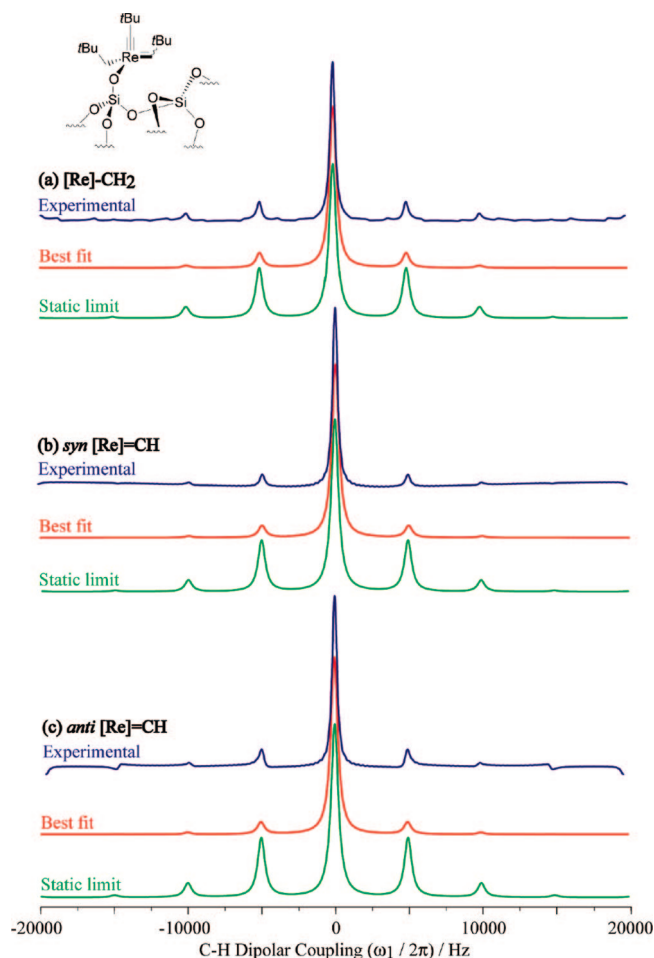 tBu
tBu
tBu
Re
O
O
O
Si
O
Si
O
O
O
O
(a) [Re]-CH2
Experimental
Best fit
Static limit
(b) syn [Re]=CH
Experimental
Best fit
Static limit
(c) anti [Re]=CH
Experimental
Best fit
Static limit
-20000 -10000 0 10000 20000
C-H Dipolar Coupling (ω1 / 2π) / Hz